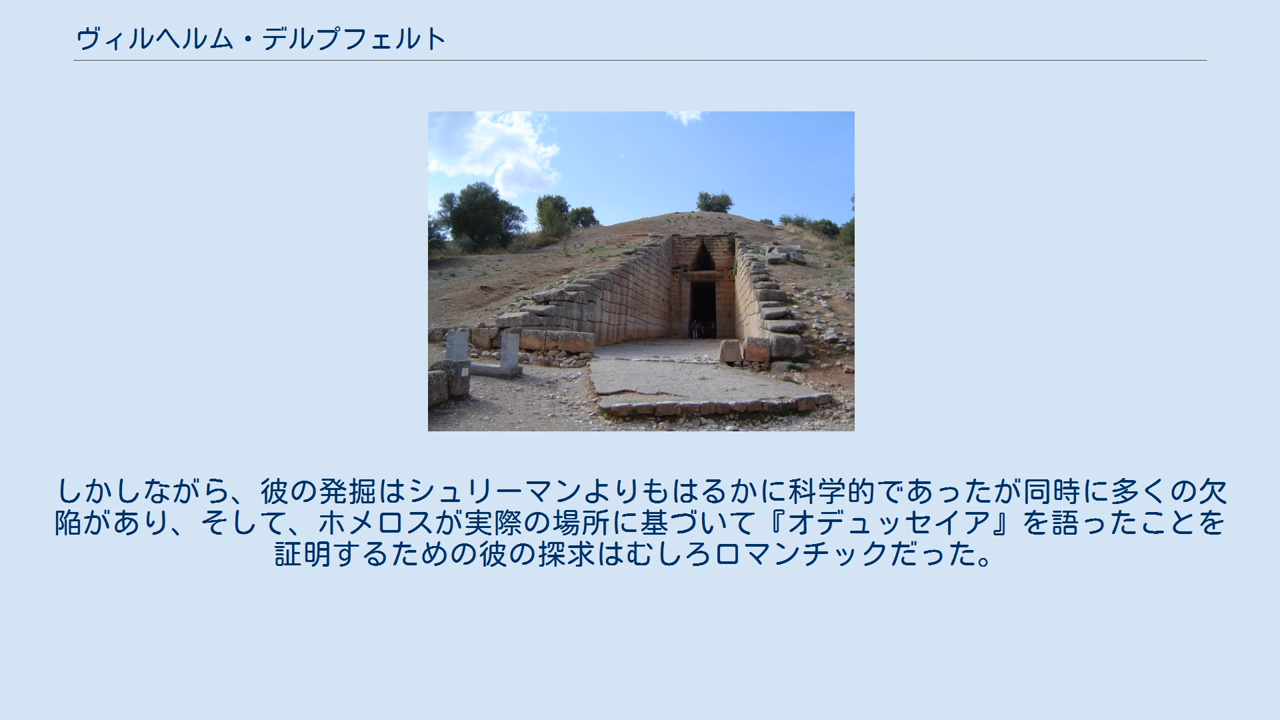 ヴィルヘルム・デルプフェルト
しかしながら、彼の発掘はシュリーマンよりもはるかに科学的であったが同時に多くの欠
陥があり、そして、ホメロスが実際の場所に基づいて『オデュッセイア』を語ったことを
証明するための彼の探求はむしろロマンチックだった。